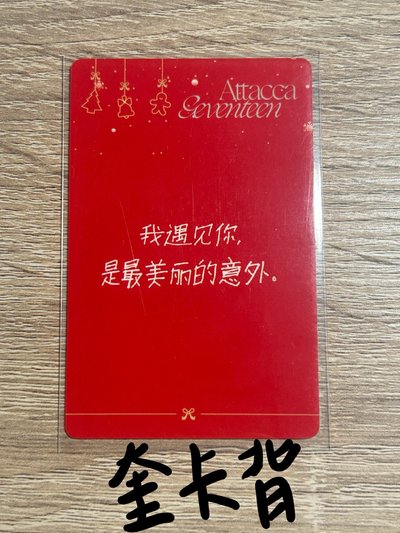 Attacca
Seventeen
我遇见你,
是最美丽的意外。
奎卡背